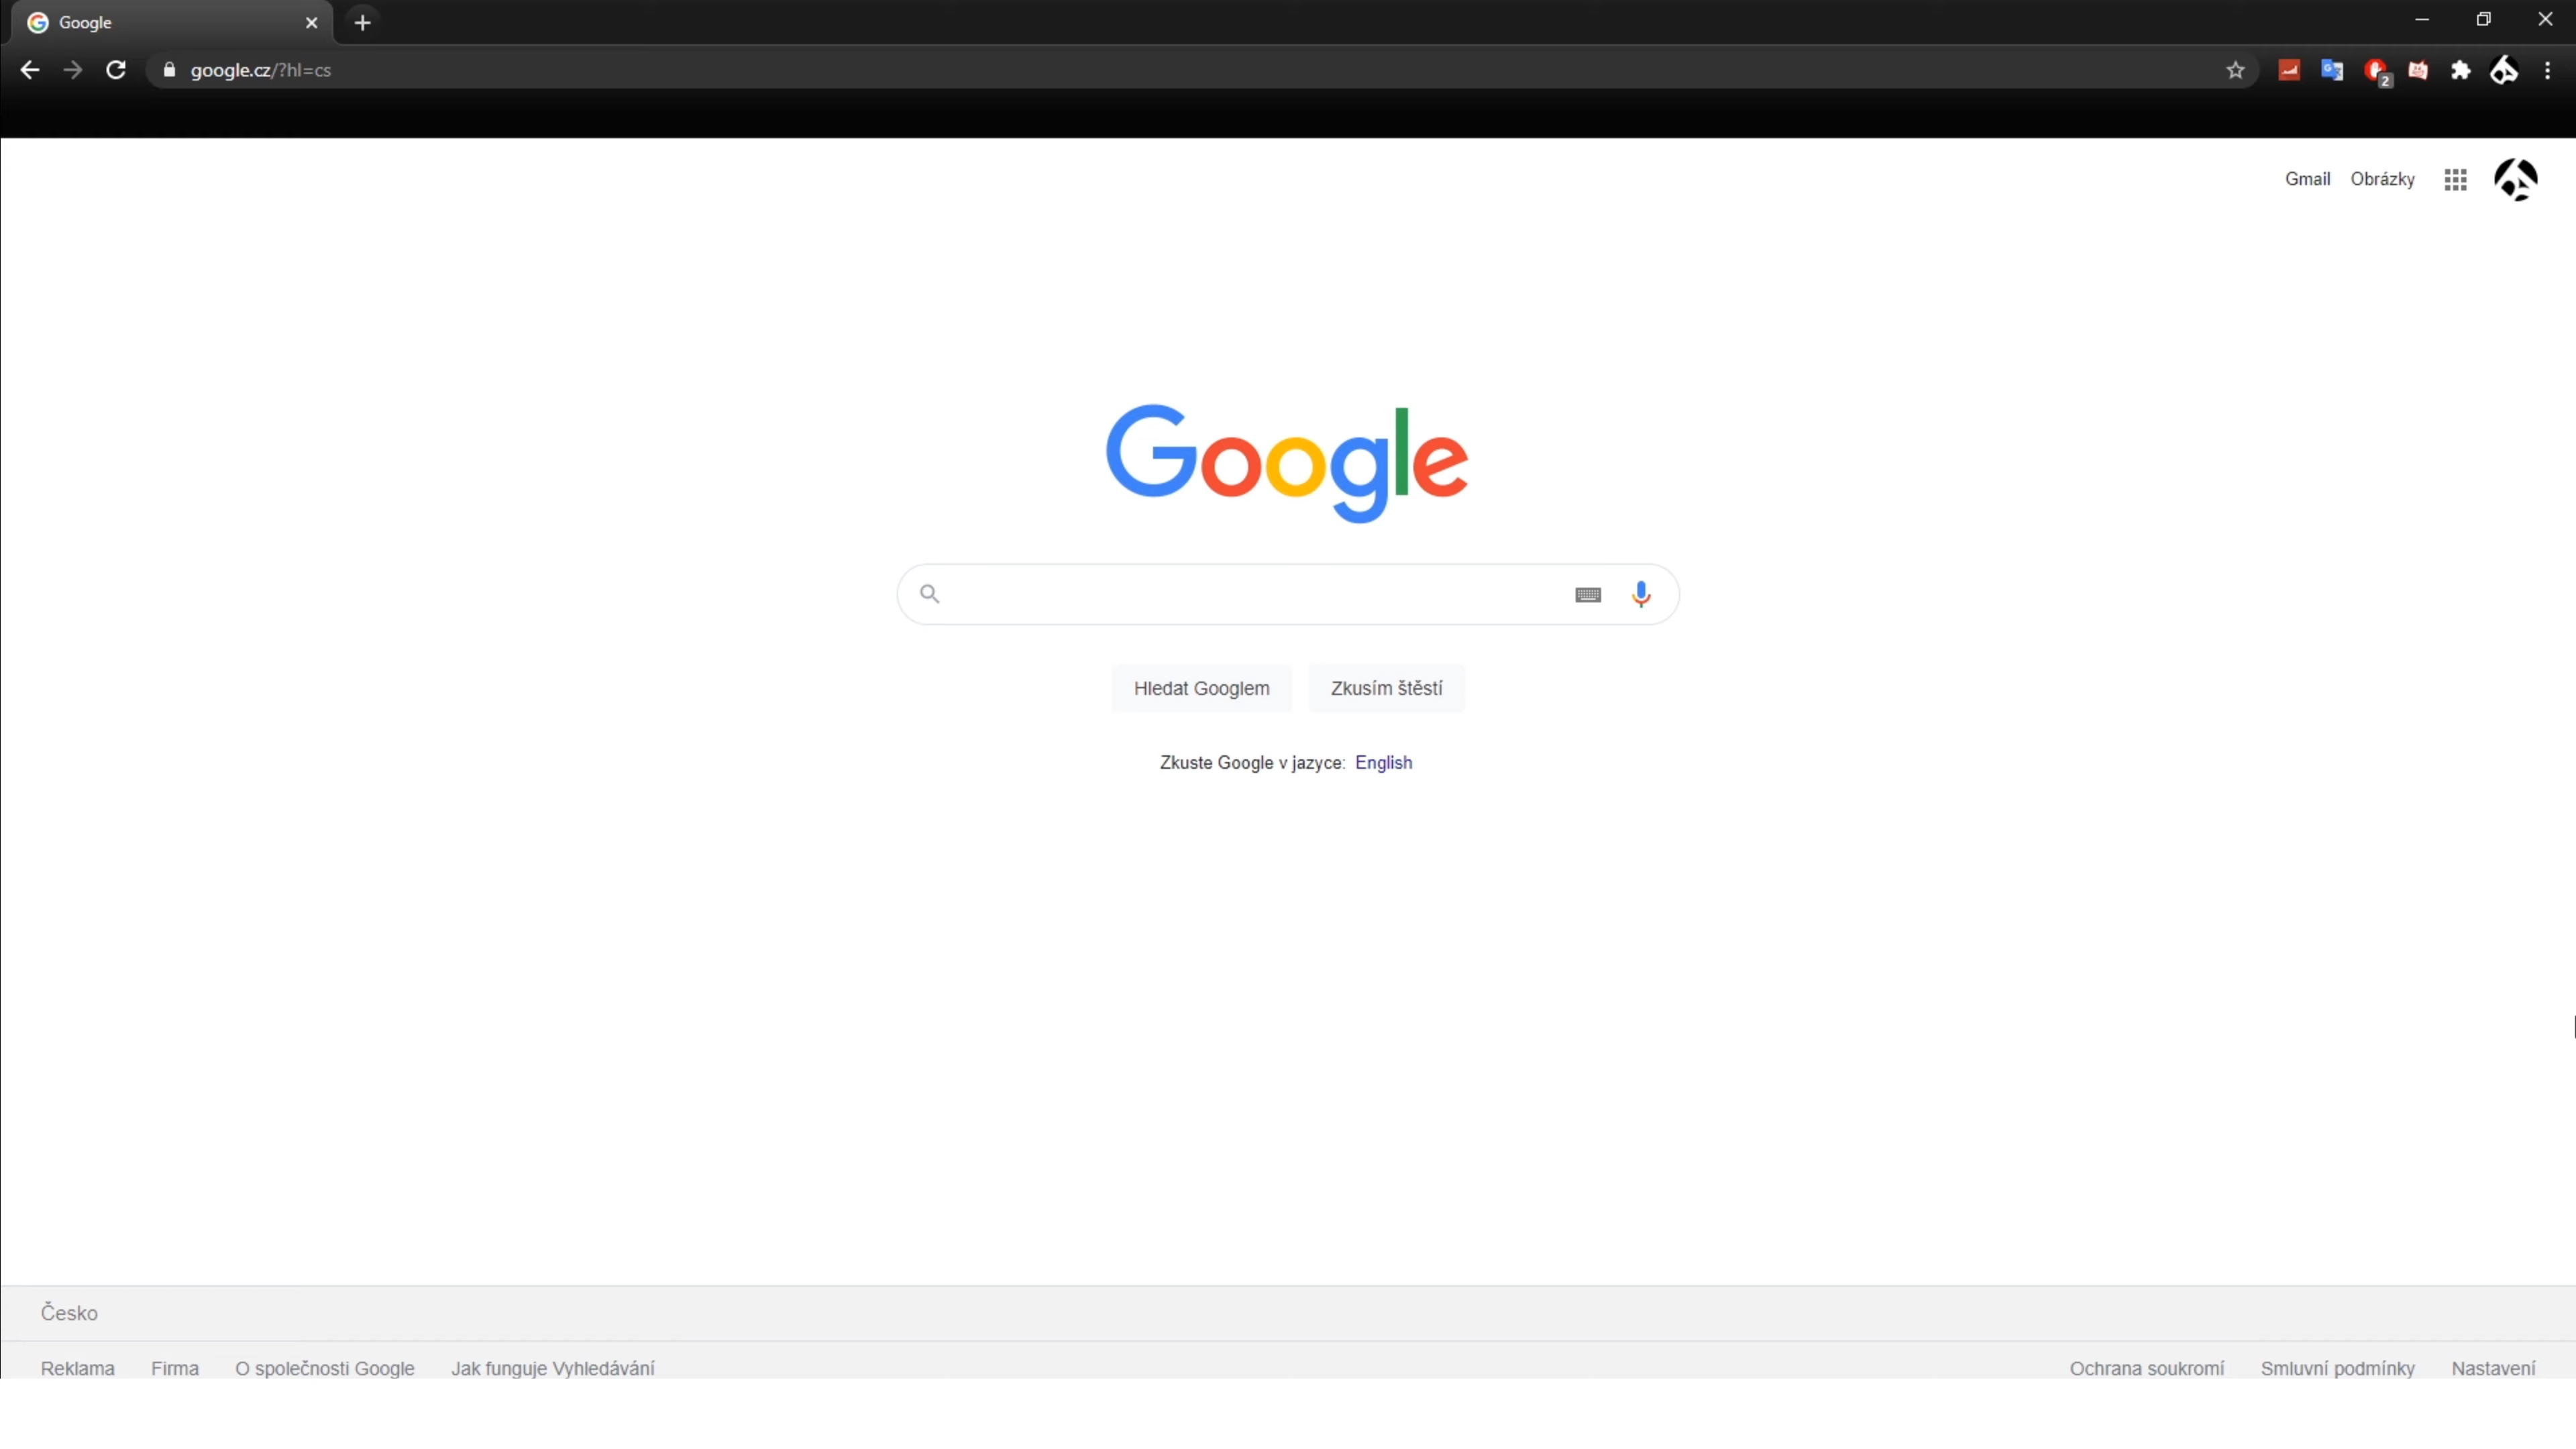 Google
google.cz/?hl=cs
2
Gmail Obrázky
Google
Hledat Googlem Zkusím štěstí
Zkuste Google v jazyce: English
Česko
Reklama Firma O společnosti Google Jak funguje Vyhledávání Ochrana soukromí Smluvní podmínky Nastavení